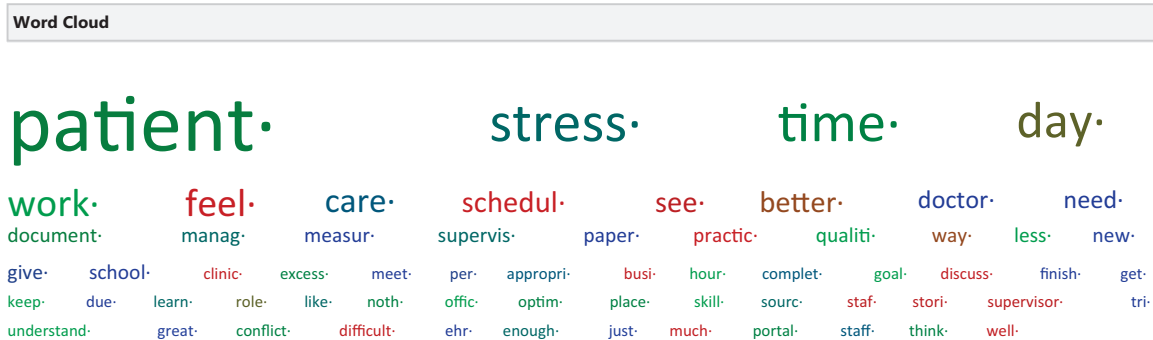 Word Cloud
patient· stress· time· day·
work· feel· care· schedul· see· better· doctor· need·
document· manag· measur· supervis· paper· practic· qualiti· way· less· new·
give· school· clinic· excess· meet· per· appropri· busi· hour· complet· goal· discuss· finish· get·
keep· due· learn· role· like· noth· offic· optim· place· skill· sourc· staf· stori· supervisor· tri·
understand· great· conflict· difficult· ehr· enough· just· much· portal· staff· think· well·